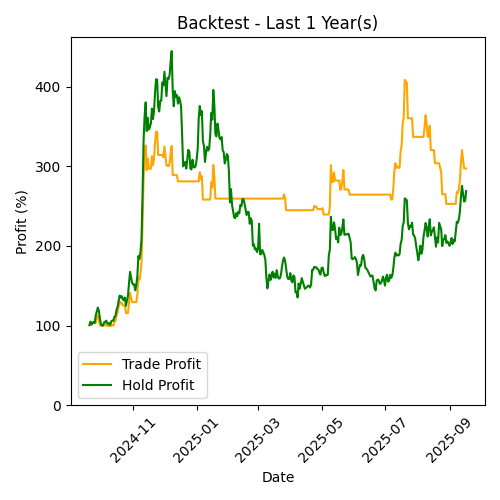 Backtest - Last 1 Year(s)
Profit (%)
400
300
200
100
0
Trade Profit
Hold Profit
2024-11
2025-01
2025-03
2025-05
2025-07
2025-09
Date